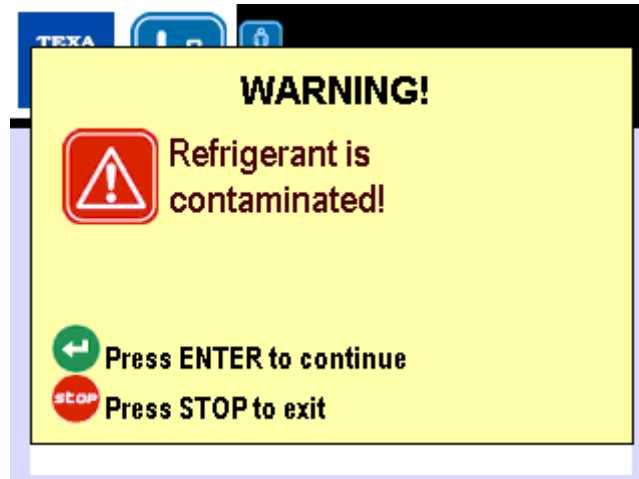 TEXA
WARNING!
Refrigerant is
contaminated!
Press ENTER to continue
stop Press STOP to exit